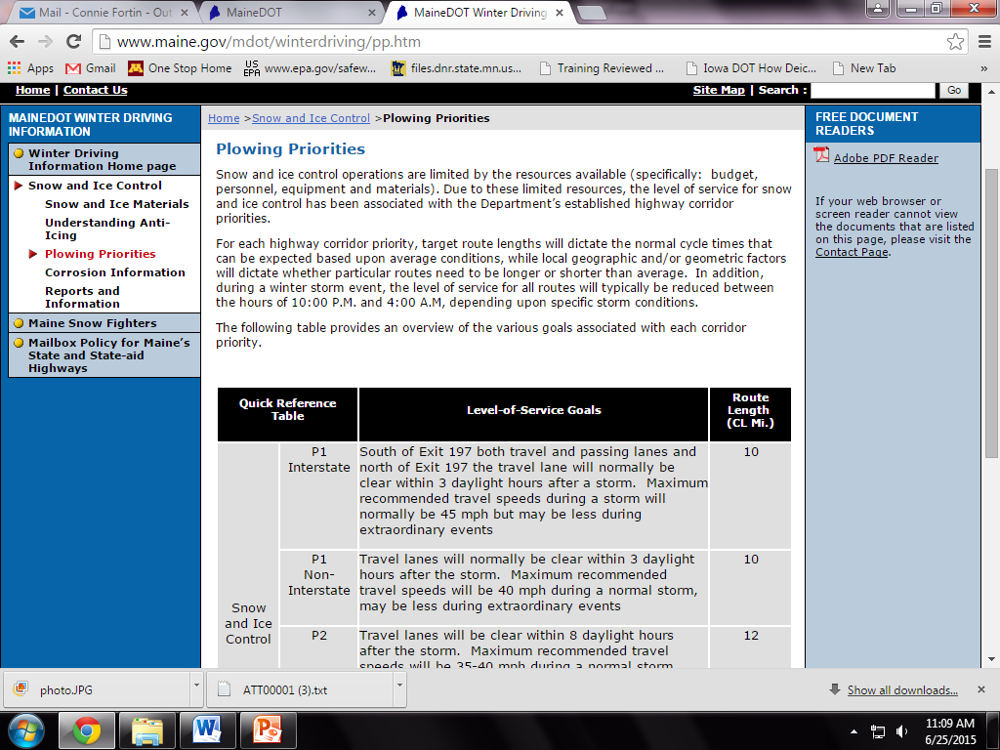 Mail - Connie Fortin - Out
MaineDOT
MaineDOT Winter Driving
www.maine.gov/mdot/winterdriving/pp.htm
Apps
Gmail
One Stop Home
US EPA www.epa.gov/safew...
files.dnr.state.mn.us...
Training Reviewed ...
Iowa DOT How Deic...
New Tab
»
Home | Contact Us
Site Map | Search :
Go
MAINEDOT WINTER DRIVING
INFORMATION
Winter Driving
Information Home page
Snow and Ice Control
Snow and Ice Materials
Understanding Anti-
Icing
Plowing Priorities
Corrosion Information
Reports and
Information
Maine Snow Fighters
Mailbox Policy for Maine's
State and State-aid
Highways
Home >Snow and Ice Control >Plowing Priorities
Plowing Priorities
Snow and ice control operations are limited by the resources available (specifically: budget,
personnel, equipment and materials). Due to these limited resources, the level of service for snow
and ice control has been associated with the Department's established highway corridor
priorities.
For each highway corridor priority, target route lengths will dictate the normal cycle times that
can be expected based upon average conditions, while local geographic and/or geometric factors
will dictate whether particular routes need to be longer or shorter than average. In addition,
during a winter storm event, the level of service for all routes will typically be reduced between
the hours of 10:00 P.M. and 4:00 A.M, depending upon specific storm conditions.
The following table provides an overview of the various goals associated with each corridor
priority.
Quick Reference
Table
Level-of-Service Goals
Route
Length
(CL Mi.)
Snow
and Ice
Control
P1
Interstate
South of Exit 197 both travel and passing lanes and
north of Exit 197 the travel lane will normally be
clear within 3 daylight hours after a storm. Maximum
recommended travel speeds during a storm will
normally be 45 mph but may be less during
extraordinary events
10
P1
Non-
Interstate
Travel lanes will normally be clear within 3 daylight
hours after the storm. Maximum recommended
travel speeds will be 40 mph during a normal storm,
may be less during extraordinary events
10
P2
Travel lanes will be clear within 8 daylight hours
after the storm. Maximum recommended travel
speeds will be 35-40 mph during a normal storm
12
FREE DOCUMENT
READERS
Adobe PDF Reader
If your web browser or
screen reader cannot view
the documents that are listed
on this page, please visit the
Contact Page.
photo.JPG
ATT00001 (3).txt
Show all downloads...
11:09 AM
6/25/2015